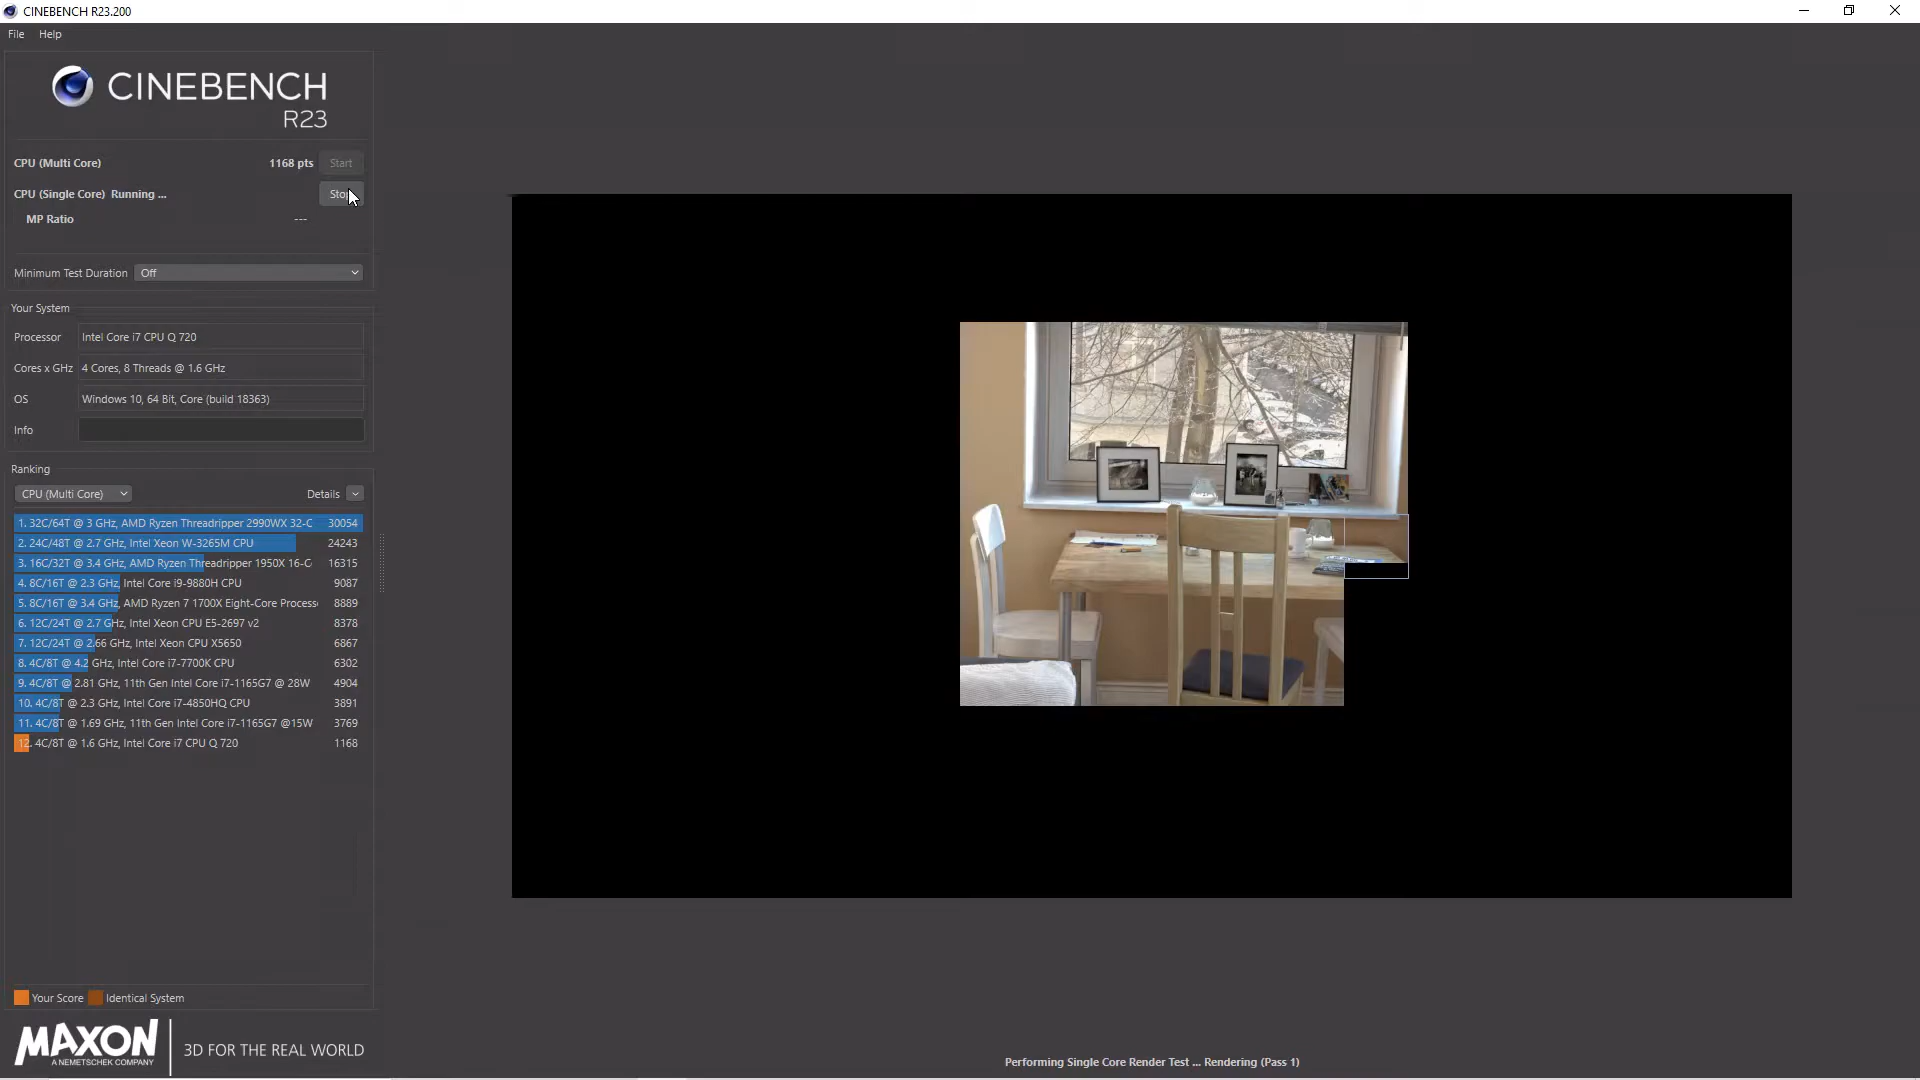 CINEBENCH R23.200
File Help
CINEBENCH
R23
CPU (Multi Core) 1168 pts Start
CPU (Single Core) Running ...
MP Ratio ---
Minimum Test Duration Off
Your System
Processor Intel Core i7 CPU Q 720
Cores x GHz 4 Cores, 8 Threads @ 1.6 GHz
OS Windows 10, 64 Bit, Core (build 18363)
Info
Ranking
CPU (Multi Core) Details
1. 32C/64T @ 3 GHz, AMD Ryzen Threadripper 2990WX 32-C 30054
2. 24C/48T @ 2.7 GHz, Intel Xeon W-3265M CPU 24243
3. 16C/32T @ 3.4 GHz, AMD Ryzen Threadripper 1950X 16-C 16315
4. 8C/16T @ 2.3 GHz, Intel Core i9-9880H CPU 9087
5. 8C/16T @ 3.4 GHz, AMD Ryzen 7 1700X Eight-Core Process 8889
6. 12C/24T @ 2.7 GHz, Intel Xeon CPU E5-2697 v2 8378
7. 12C/24T @ 2.66 GHz, Intel Xeon CPU X5650 6867
8. 4C/8T @ 4.2 GHz, Intel Core i7-7700K CPU 6302
9. 4C/8T @ 2.81 GHz, 11th Gen Intel Core i7-1165G7 @ 28W 4904
10. 4C/8T @ 2.3 GHz, Intel Core i7-4850HQ CPU 3891
11. 4C/8T @ 1.69 GHz, 11th Gen Intel Core i7-1165G7 @15W 3769
12. 4C/8T @ 1.6 GHz, Intel Core i7 CPU Q 720 1168
Your Score Identical System
MAXON
A NEMETSCHEK COMPANY
3D FOR THE REAL WORLD
Performing Single Core Render Test ... Rendering (Pass 1)